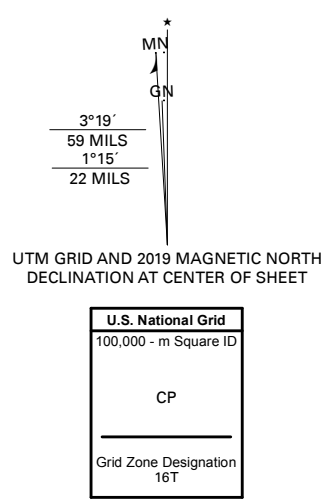 MN
GN
3°19´
59 MILS
1°15´
22 MILS
UTM GRID AND 2019 MAGNETIC NORTH
DECLINATION AT CENTER OF SHEET
U.S. National Grid
100,000 - m Square ID
CP
Grid Zone Designation
16T